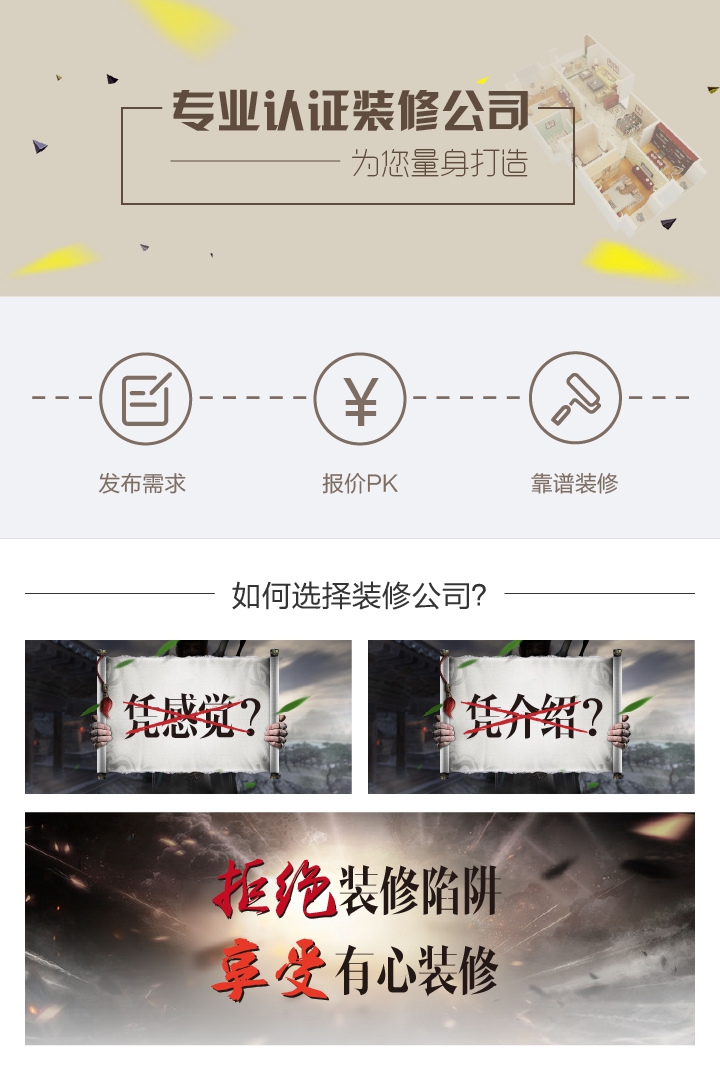 专业认证装修公司
为您量身打造
¥
发布需求
报价PK
靠谱装修
如何选择装修公司?
凭感觉?
凭介绍?
拒绝装修陷阱
享受有心装修